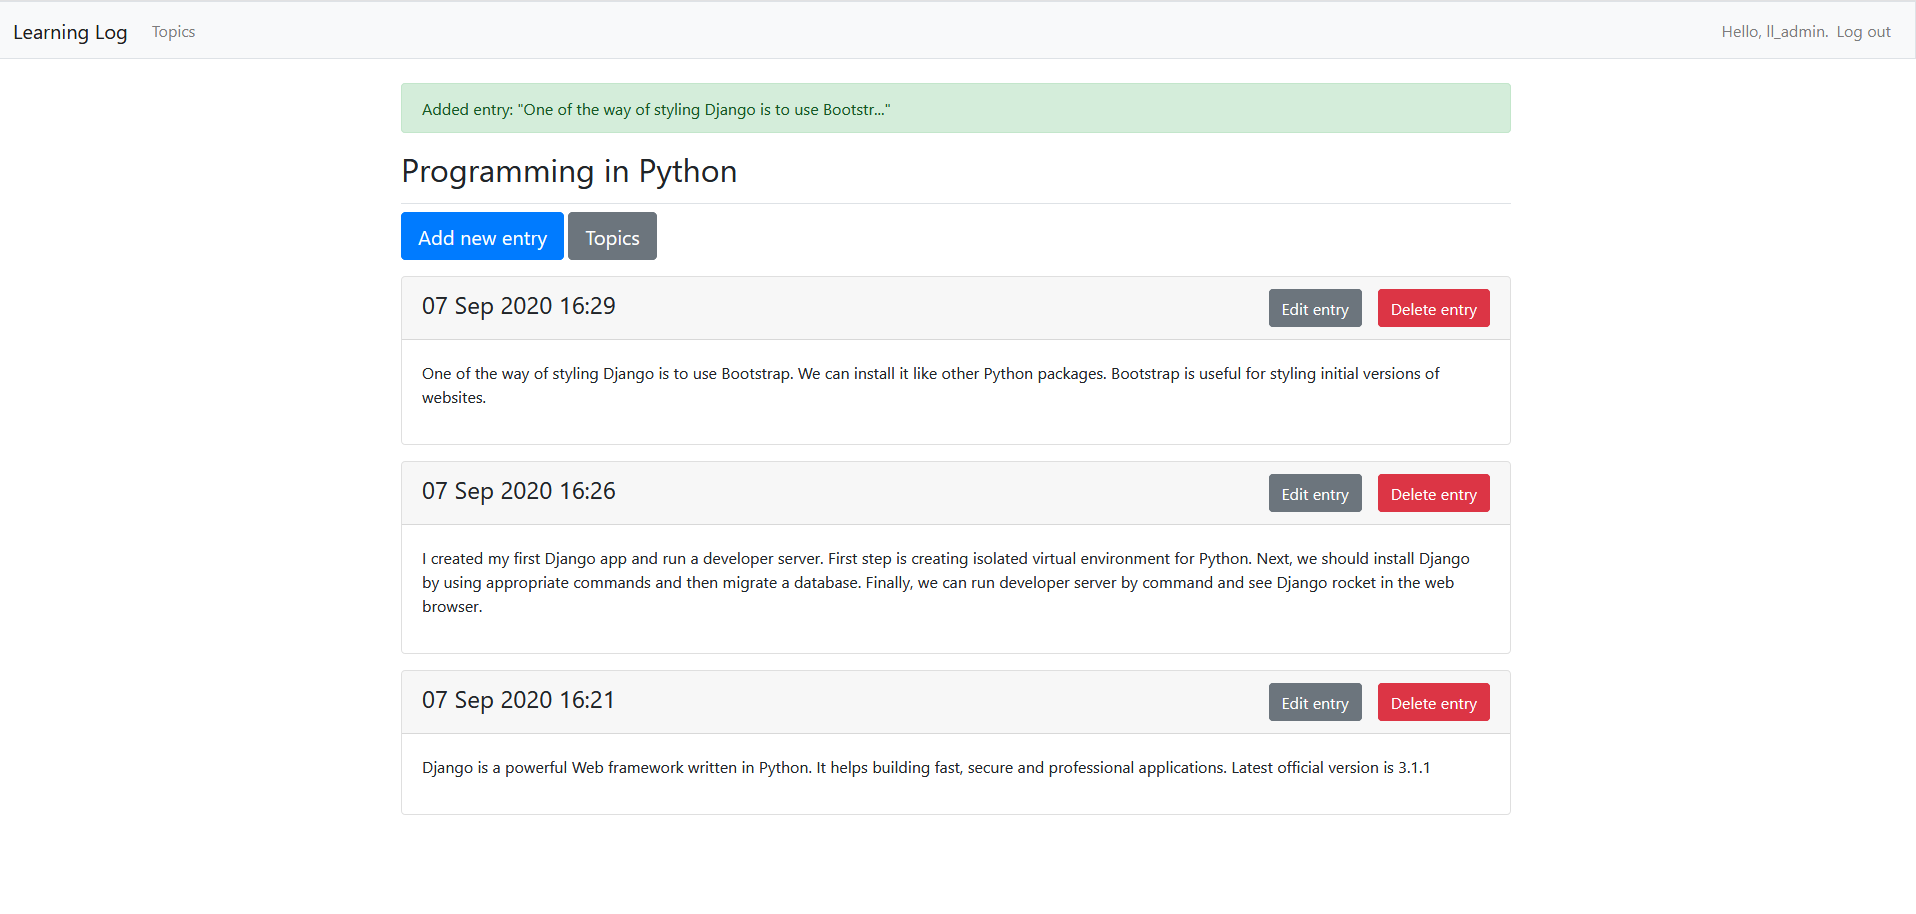 Learning Log Topics Hello, ll_admin. Log out
Added entry: "One of the way of styling Django is to use Bootstr..."
Programming in Python
Add new entry Topics
07 Sep 2020 16:29 Edit entry Delete entry
One of the way of styling Django is to use Bootstrap. We can install it like other Python packages. Bootstrap is useful for styling initial versions of
websites.
07 Sep 2020 16:26 Edit entry Delete entry
I created my first Django app and run a developer server. First step is creating isolated virtual environment for Python. Next, we should install Django
by using appropriate commands and then migrate a database. Finally, we can run developer server by command and see Django rocket in the web
browser.
07 Sep 2020 16:21 Edit entry Delete entry
Django is a powerful Web framework written in Python. It helps building fast, secure and professional applications. Latest official version is 3.1.1